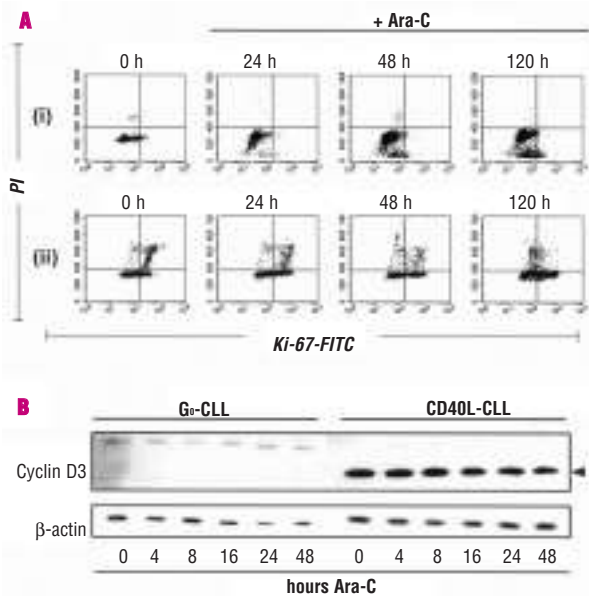 A
+ Ara-C
0 h 24 h 48 h 120 h
(i)
PI
0 h 24 h 48 h 120 h
(ii)
Ki-67-FITC
B
G0-CLL CD40L-CLL
Cyclin D3
β-actin
0 4 8 16 24 48 0 4 8 16 24 48
hours Ara-C